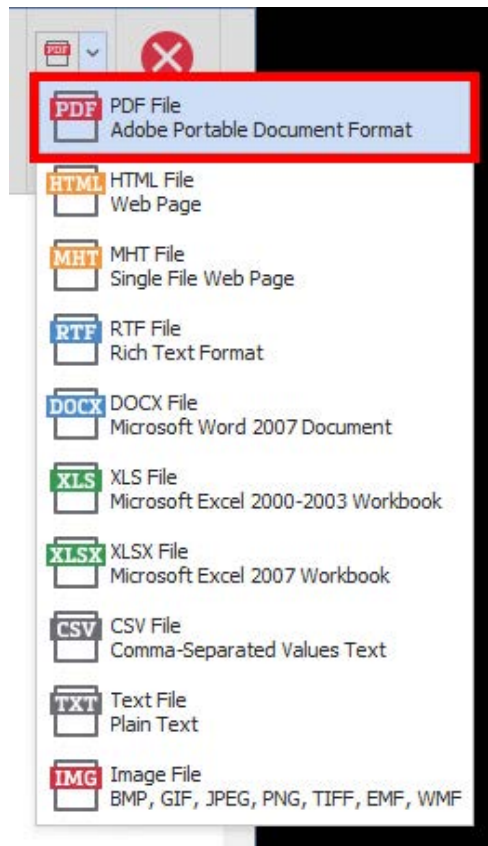 PDF
PDF PDF File
Adobe Portable Document Format
HTML HTML File
Web Page
MHT MHT File
Single File Web Page
RTF RTF File
Rich Text Format
DOCX DOCX File
Microsoft Word 2007 Document
XLS XLS File
Microsoft Excel 2000-2003 Workbook
XLSX XLSX File
Microsoft Excel 2007 Workbook
CSV CSV File
Comma-Separated Values Text
TXT Text File
Plain Text
IMG Image File
BMP, GIF, JPEG, PNG, TIFF, EMF, WMF